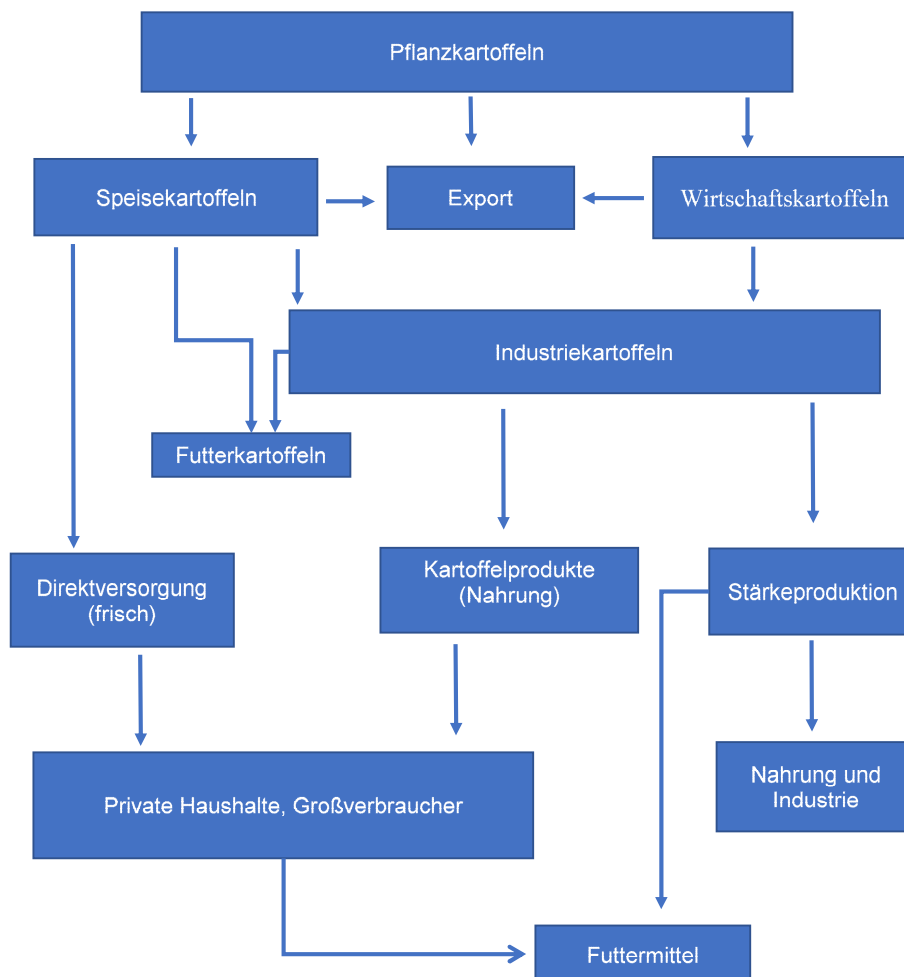 Pflanzkartoffeln
Speisekartoffeln
Export
Wirtschaftskartoffeln
Industriekartoffeln
Futterkartoffeln
Direktversorgung
(frisch)
Kartoffelprodukte
(Nahrung)
Stärkeproduktion
Private Haushalte, Großverbraucher
Nahrung und
Industrie
Futtermittel